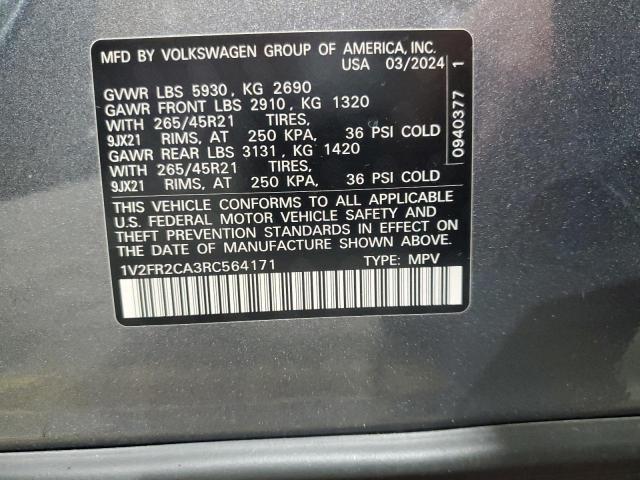 MFD BY VOLKSWAGEN GROUP OF AMERICA, INC.
USA 03/2024
GVWR LBS 5930, KG 2690
GAWR FRONT LBS 2910, KG 1320
WITH 265/45R21 TIRES,
9JX21 RIMS, AT 250 KPA, 36 PSI COLD
GAWR REAR LBS 3131, KG 1420
WITH 265/45R21 TIRES,
9JX21 RIMS, AT 250 KPA, 36 PSI COLD
THIS VEHICLE CONFORMS TO ALL APPLICABLE
U.S. FEDERAL MOTOR VEHICLE SAFETY AND
THEFT PREVENTION STANDARDS IN EFFECT ON
THE DATE OF MANUFACTURE SHOWN ABOVE.
1V2FR2CA3RC564171 TYPE: MPV
0940377 1